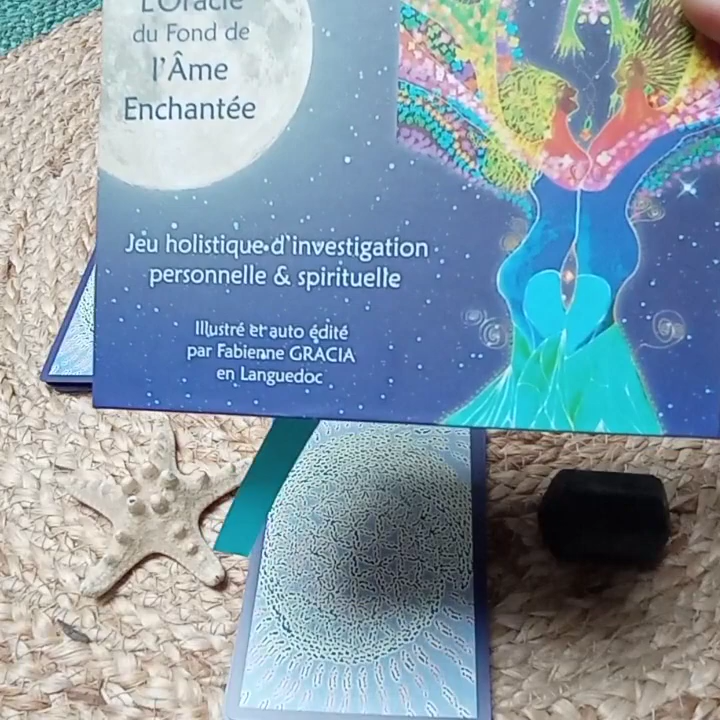 L'Oracle
du Fond de
l'Âme
Enchantée
Jeu holistique d'investigation
personnelle & spirituelle
Illustré et auto édité
par Fabienne GRACIA
en Languedoc